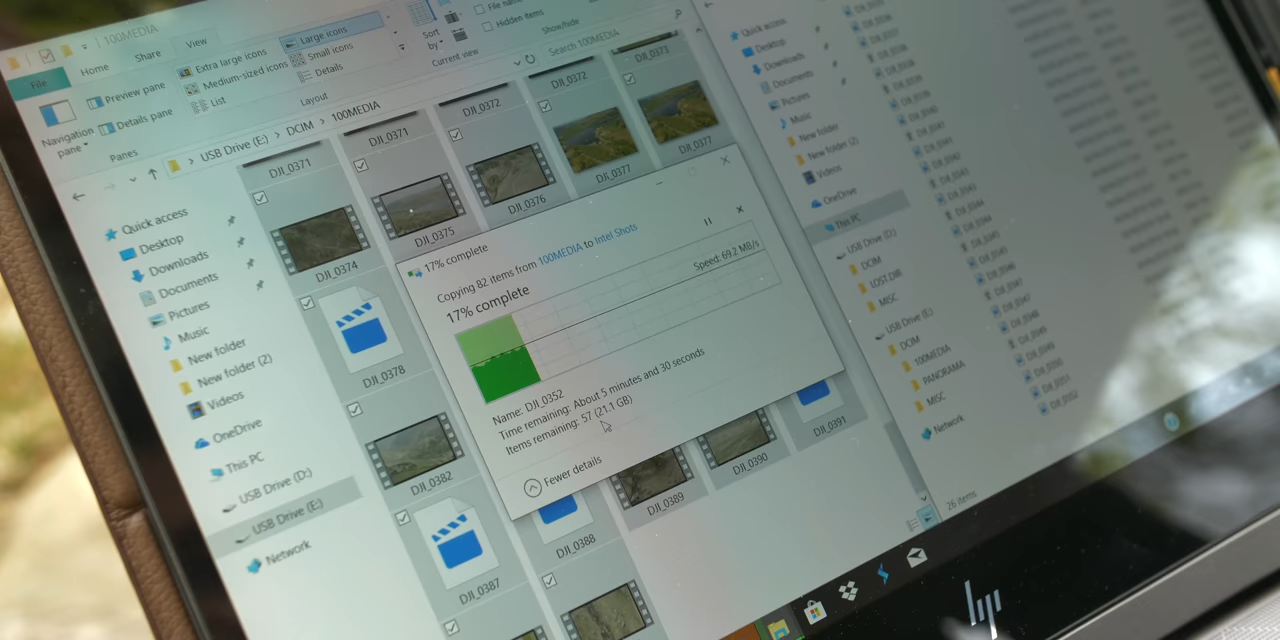 100MEDIA
File
Home
Share
View
Preview pane
Details pane
Navigation
pane
Panes
Extra large icons
Large icons
Medium-sized icons
Small icons
List
Details
Layout
Sort
by
Current view
File name
Hidden items
Show/hide
USB Drive (E:) > DCIM > 100MEDIA
Search 100MEDIA
Quick access
Desktop
Downloads
Documents
Pictures
Music
New folder
New folder (2)
Videos
OneDrive
This PC
USB Drive (D:)
USB Drive (E:)
Network
DJI_0371
DJI_0371
DJI_0372
DJI_0372
DJI_0373
DJI_0374
DJI_0375
DJI_0376
DJI_0377
DJI_0377
DJI_0378
DJI_0382
DJI_0387
DJI_0388
DJI_0389
DJI_0390
DJI_0391
17% complete
Copying 82 items from 100MEDIA to Intel Shots
17% complete
Speed: 69.2 MB/s
Name: DJI_0352
Time remaining: About 5 minutes and 30 seconds
Items remaining: 57 (21.1 GB)
Fewer details
Quick access
Desktop
Downloads
Documents
Pictures
Music
New folder
New folder (2)
Videos
OneDrive
This PC
USB Drive (D:)
DCIM
LOST.DIR
MISC
USB Drive (E:)
DCIM
100MEDIA
PANORAMA
MISC
Network
26 items
hp